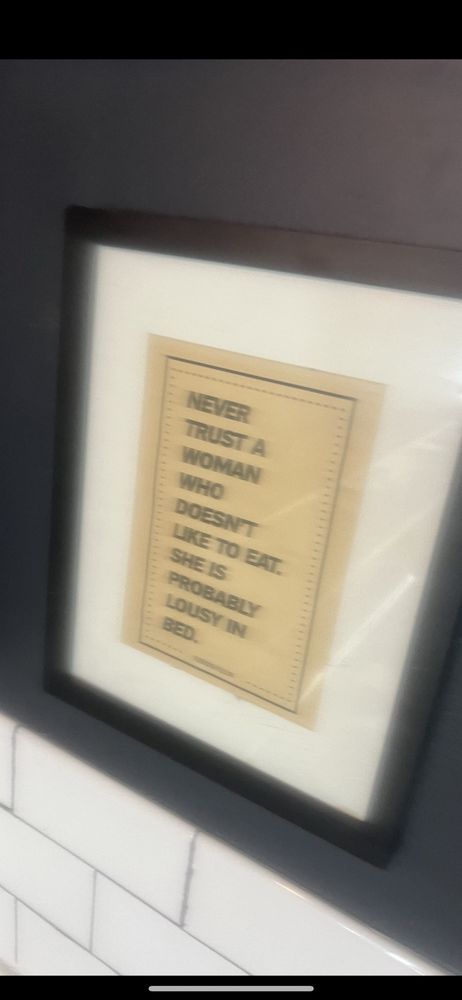 NEVER
TRUST A
WOMAN
WHO
DOESN'T
LIKE TO EAT.
SHE IS
PROBABLY
LOUSY IN
BED.